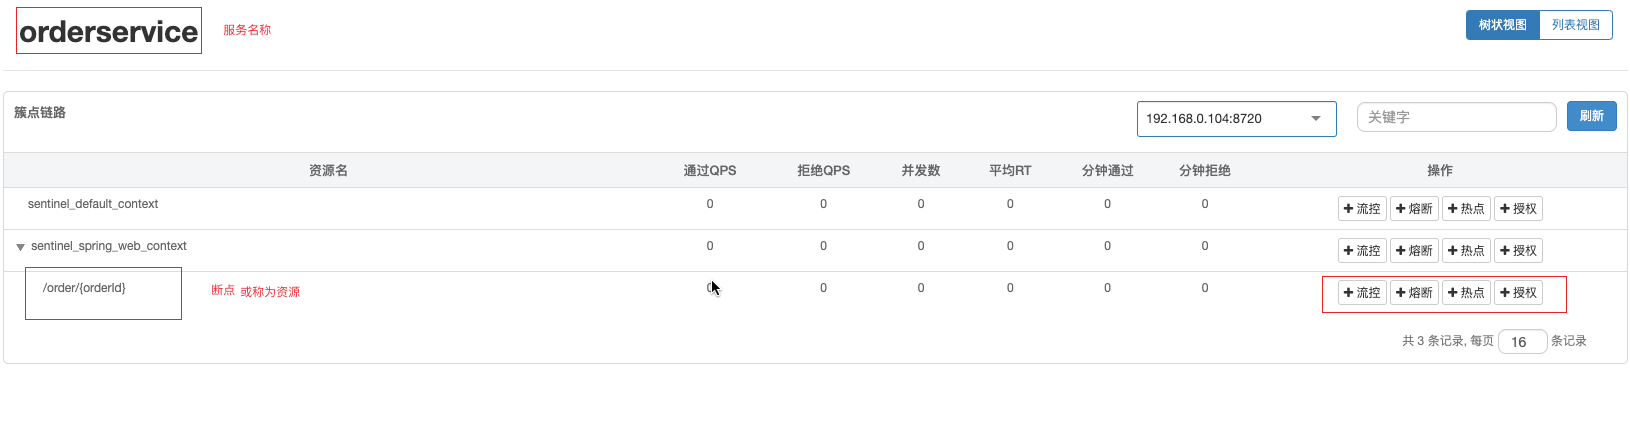 orderservice 服务名称 树状视图 列表视图
簇点链路 192.168.0.104:8720 关键字 刷新
资源名 通过QPS 拒绝QPS 并发数 平均RT 分钟通过 分钟拒绝 操作
sentinel_default_context 0 0 0 0 0 0 流控 熔断 热点 授权
sentinel_spring_web_context 0 0 0 0 0 0 流控 熔断 热点 授权
/order/{orderId} 断点 或称为资源 0 0 0 0 0 0 流控 熔断 热点 授权
共 3 条记录, 每页 16 条记录